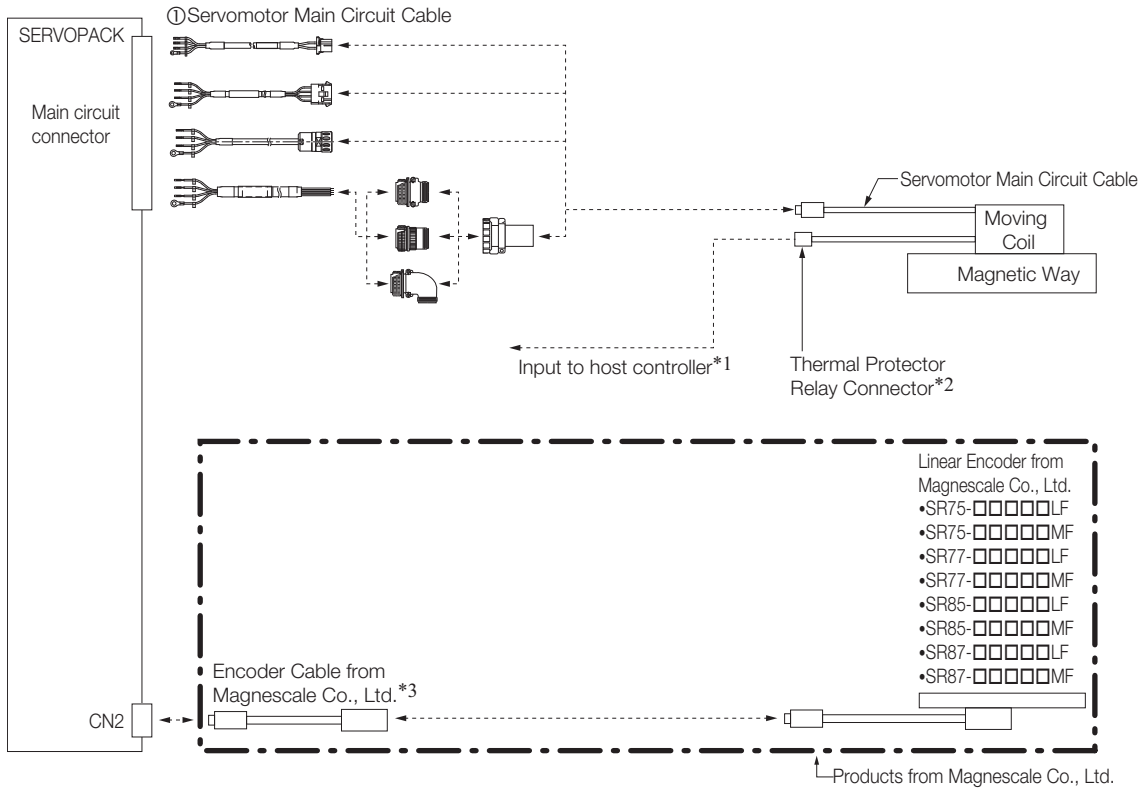 ①Servomotor Main Circuit Cable
SERVOPACK
Main circuit
connector
Servomotor Main Circuit Cable
Moving
Coil
Magnetic Way
Input to host controller*1
Thermal Protector
Relay Connector*2
Linear Encoder from
Magnescale Co., Ltd.
•SR75-□□□□□LF
•SR75-□□□□□MF
•SR77-□□□□□LF
•SR77-□□□□□MF
•SR85-□□□□□LF
•SR85-□□□□□MF
•SR87-□□□□□LF
•SR87-□□□□□MF
Encoder Cable from
Magnescale Co., Ltd.*3
CN2
Products from Magnescale Co., Ltd.